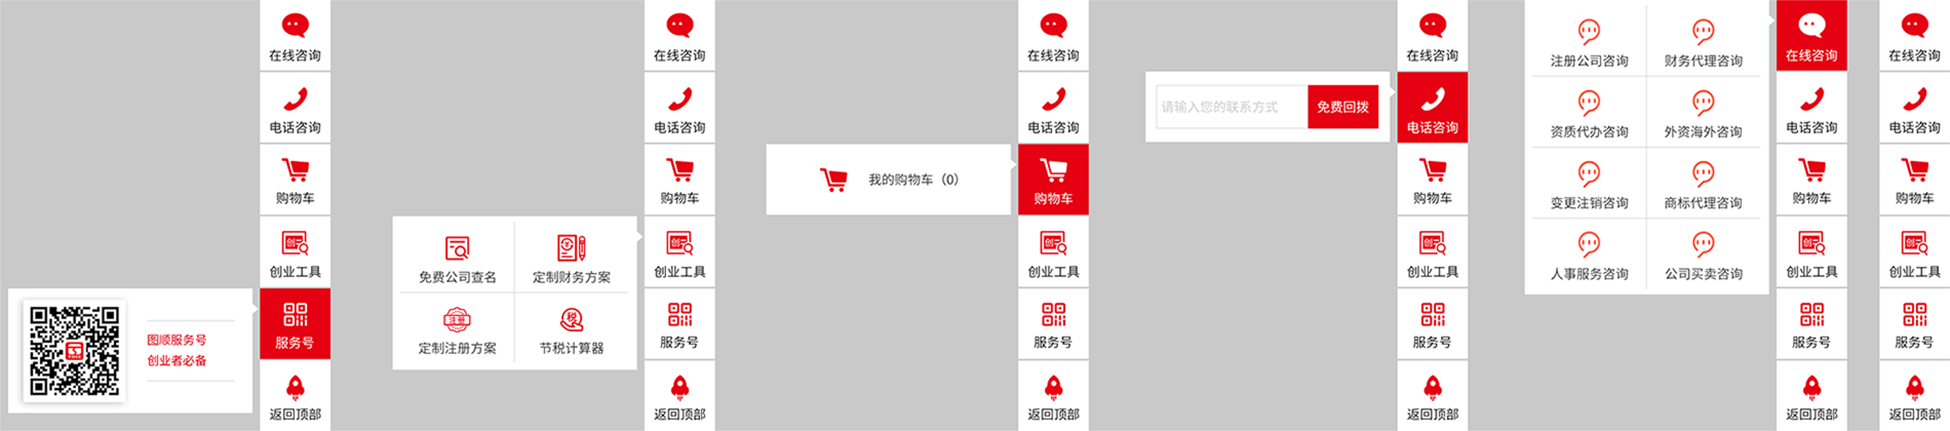 在线咨询
电话咨询
购物车
创业工具
服务号
返回顶部
图顺服务号
创业者必备
在线咨询
电话咨询
购物车
创业工具
服务号
返回顶部
免费公司查名
定制财务方案
注册
税
定制注册方案
节税计算器
在线咨询
电话咨询
购物车
创业工具
服务号
返回顶部
我的购物车（0）
在线咨询
电话咨询
购物车
创业工具
服务号
返回顶部
请输入您的联系方式
免费回拨
注册公司咨询
财务代理咨询
资质代办咨询
外资海外咨询
变更注销咨询
商标代理咨询
人事服务咨询
公司买卖咨询
在线咨询
电话咨询
购物车
创业工具
服务号
返回顶部
在线咨询
电话咨询
购物车
创业工具
服务号
返回顶部